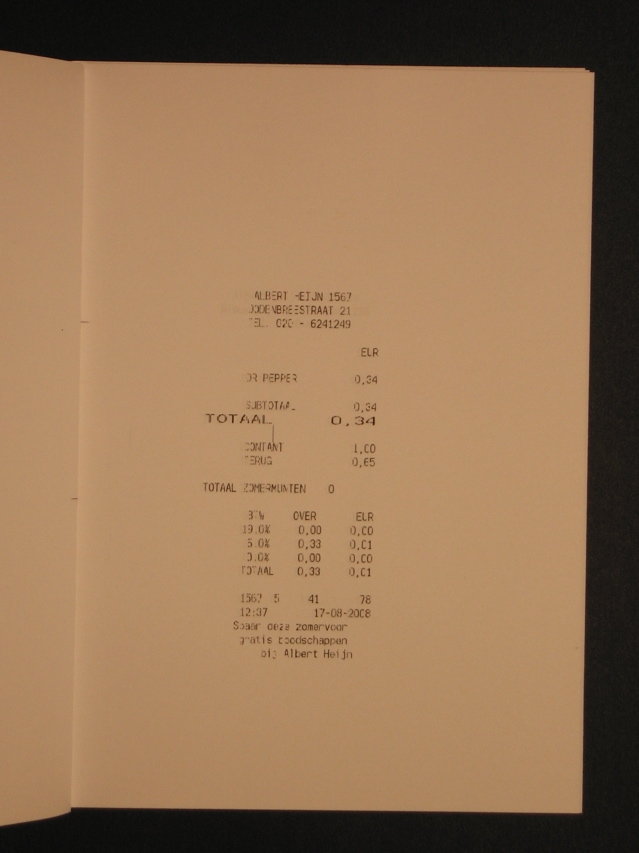 ALBERT HEIJN 1567
JODENBREESTRAAT 21
TEL. 020 - 6241249
EUR
DR PEPPER 0,34
SUBTOTAAL 0,34
TOTAAL 0,34
CONTANT 1,00
TERUG 0,65
TOTAAL ZOMERMUNTEN 0
BTW OVER EUR
19.0% 0,00 0,00
6.0% 0,33 0,01
0.0% 0,00 0,00
TOTAAL 0,33 0,01
1567 5 41 78
12:37 17-08-2008
Spaar deze zomer voor
gratis boodschappen
bij Albert Heijn